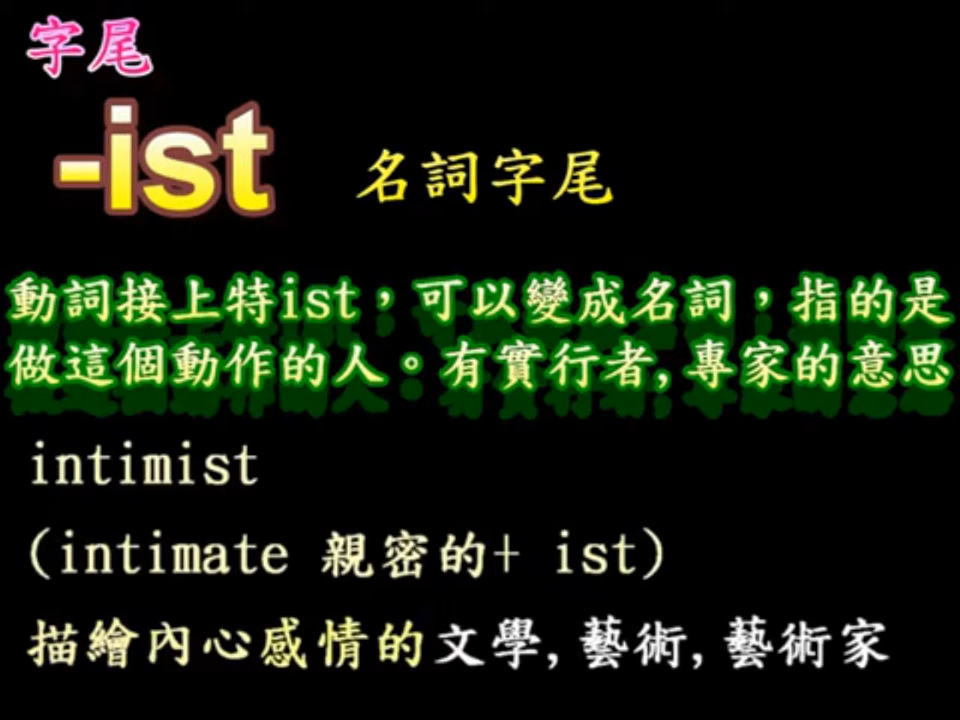 字尾
-ist 名詞字尾
動詞接上特ist，可以變成名詞，指的是
做這個動作的人。有實行者,專家的意思
intimist
(intimate 親密的+ ist)
描繪內心感情的文學,藝術,藝術家